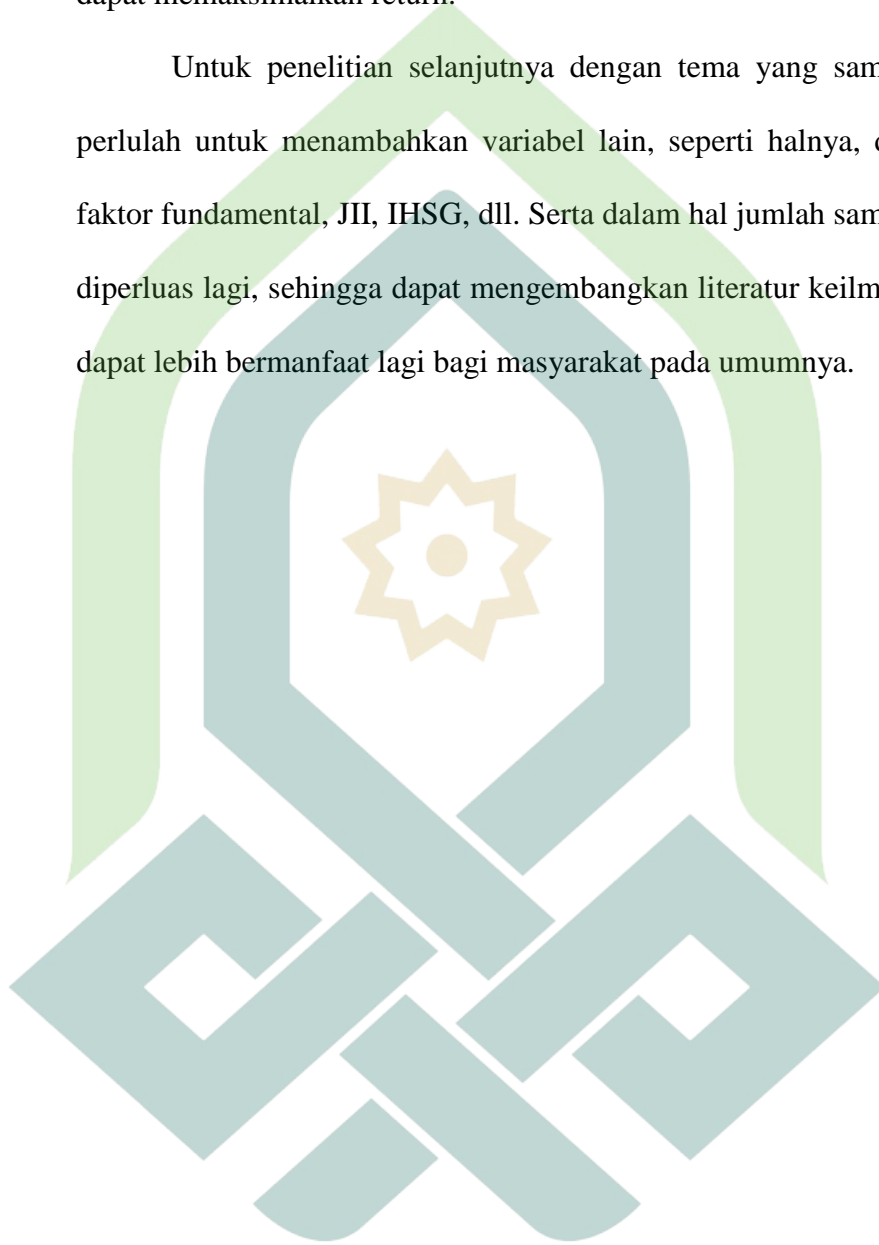 dapat memaksimalkan return.
Untuk penelitian selanjutnya dengan tema yang sam
perlulah untuk menambahkan variabel lain, seperti halnya,
faktor fundamental, JII, IHSG, dll. Serta dalam hal jumlah sam
diperluas lagi, sehingga dapat mengembangkan literatur keilm
dapat lebih bermanfaat lagi bagi masyarakat pada umumnya.